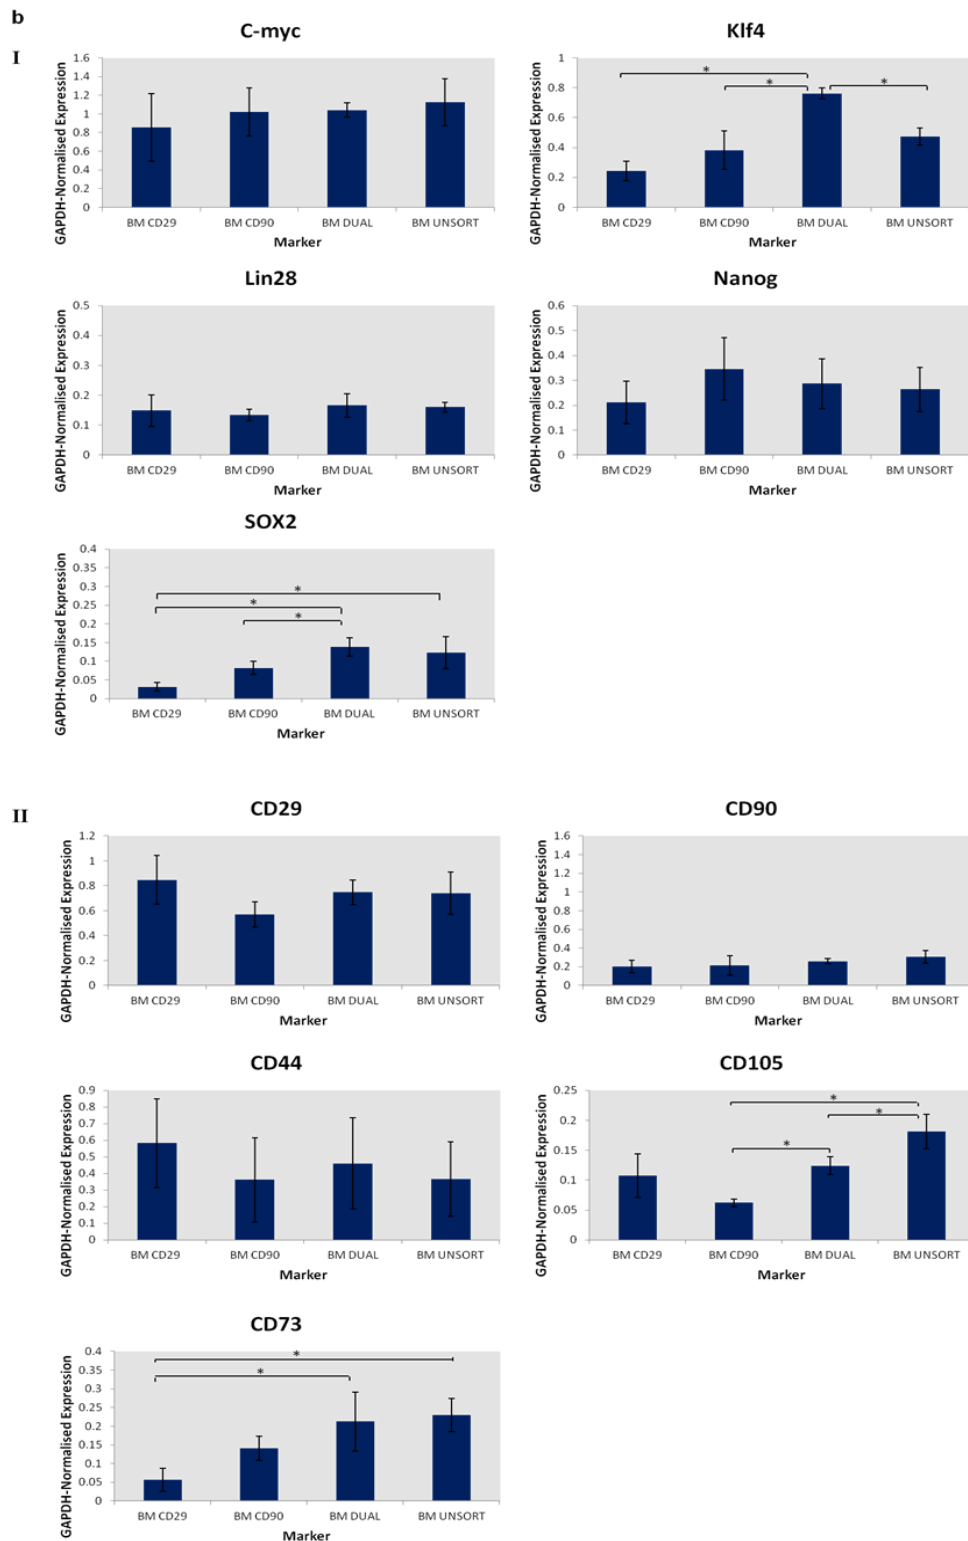 b
I
C-myc
GAPDH-Normalised Expression
1.6
1.4
1.2
1
0.8
0.6
0.4
0.2
0
BM CD29 BM CD90 BM DUAL BM UNSORT
Marker
Klf4
GAPDH-Normalised Expression
1
0.8
0.6
0.4
0.2
0
* * *
BM CD29 BM CD90 BM DUAL BM UNSORT
Marker
Lin28
GAPDH-Normalised Expression
0.5
0.4
0.3
0.2
0.1
0
BM CD29 BM CD90 BM DUAL BM UNSORT
Marker
Nanog
GAPDH-Normalised Expression
0.6
0.5
0.4
0.3
0.2
0.1
0
BM CD29 BM CD90 BM DUAL BM UNSORT
Marker
SOX2
GAPDH-Normalised Expression
0.4
0.35
0.3
0.25
0.2
0.15
0.1
0.05
0
* * *
BM CD29 BM CD90 BM DUAL BM UNSORT
Marker
II
CD29
GAPDH-Normalised Expression
1.2
1
0.8
0.6
0.4
0.2
0
BM CD29 BM CD90 BM DUAL BM UNSORT
Marker
CD90
GAPDH-Normalised Expression
1.6
1.4
1.2
1
0.8
0.6
0.4
0.2
0
BM CD29 BM CD90 BM DUAL BM UNSORT
Marker
CD44
GAPDH-Normalised Expression
0.9
0.8
0.7
0.6
0.5
0.4
0.3
0.2
0.1
0
BM CD29 BM CD90 BM DUAL BM UNSORT
Marker
CD105
GAPDH-Normalised Expression
0.25
0.2
0.15
0.1
0.05
0
* * *
BM CD29 BM CD90 BM DUAL BM UNSORT
Marker
CD73
GAPDH-Normalised Expression
0.4
0.35
0.3
0.25
0.2
0.15
0.1
0.05
0
* *
BM CD29 BM CD90 BM DUAL BM UNSORT
Marker